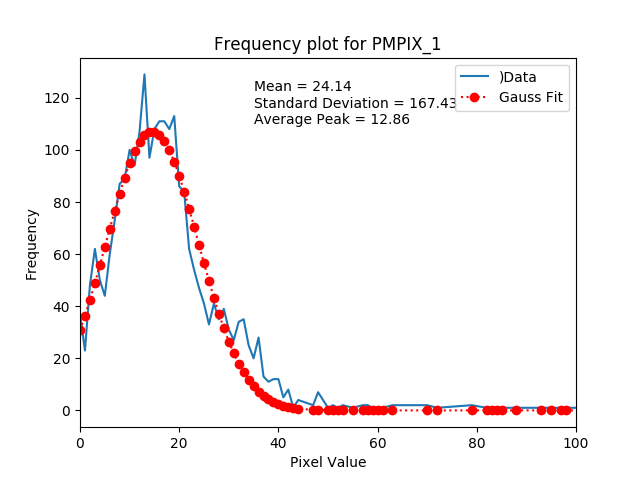 Frequency plot for PMPIX_1
Mean = 24.14
Standard Deviation = 167.43
Average Peak = 12.86
)Data
Gauss Fit
Frequency
120
100
80
60
40
20
0
0 20 40 60 80 100
Pixel Value